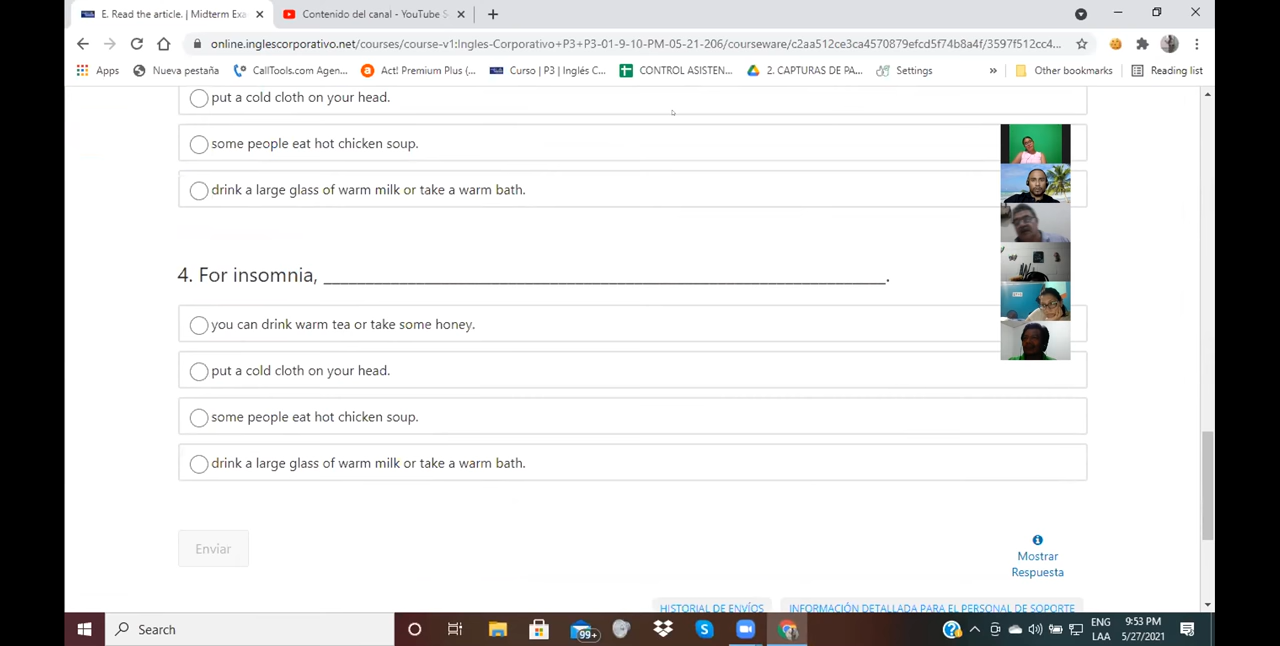 E. Read the article. | Midterm Exa
Contenido del canal - YouTube S
online.inglescorporativo.net/courses/course-v1:Ingles-Corporativo+P3+P3-01-9-10-PM-05-21-206/courseware/c2aa512ce3ca4570879efcd5f74b8a4f/3597f512cc4...
Apps Nueva pestaña CallTools.com Agen... Act! Premium Plus (... Curso | P3 | Inglés C... CONTROL ASISTEN... 2. CAPTURAS DE PA... Settings » Other bookmarks Reading list
put a cold cloth on your head.
some people eat hot chicken soup.
drink a large glass of warm milk or take a warm bath.
4. For insomnia, ______________________________________________________.
you can drink warm tea or take some honey.
put a cold cloth on your head.
some people eat hot chicken soup.
drink a large glass of warm milk or take a warm bath.
Enviar
Mostrar
Respuesta
HISTORIAL DE ENVÍOS INFORMACIÓN DETALLADA PARA EL PERSONAL DE SOPORTE
Search 99+ ENG 9:53 PM
LAA 5/27/2021